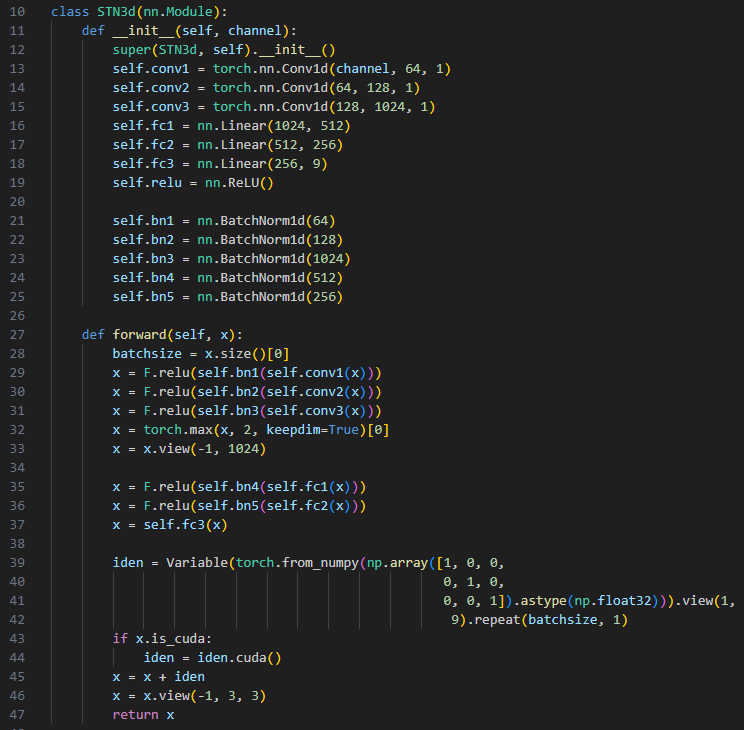 10 class STN3d(nn.Module):
11     def __init__(self, channel):
12         super(STN3d, self).__init__()
13         self.conv1 = torch.nn.Conv1d(channel, 64, 1)
14         self.conv2 = torch.nn.Conv1d(64, 128, 1)
15         self.conv3 = torch.nn.Conv1d(128, 1024, 1)
16         self.fc1 = nn.Linear(1024, 512)
17         self.fc2 = nn.Linear(512, 256)
18         self.fc3 = nn.Linear(256, 9)
19         self.relu = nn.ReLU()
20
21         self.bn1 = nn.BatchNorm1d(64)
22         self.bn2 = nn.BatchNorm1d(128)
23         self.bn3 = nn.BatchNorm1d(1024)
24         self.bn4 = nn.BatchNorm1d(512)
25         self.bn5 = nn.BatchNorm1d(256)
26
27     def forward(self, x):
28         batchsize = x.size()[0]
29         x = F.relu(self.bn1(self.conv1(x)))
30         x = F.relu(self.bn2(self.conv2(x)))
31         x = F.relu(self.bn3(self.conv3(x)))
32         x = torch.max(x, 2, keepdim=True)[0]
33         x = x.view(-1, 1024)
34
35         x = F.relu(self.bn4(self.fc1(x)))
36         x = F.relu(self.bn5(self.fc2(x)))
37         x = self.fc3(x)
38
39         iden = Variable(torch.from_numpy(np.array([1, 0, 0,
40                                                    0, 1, 0,
41                                                    0, 0, 1]).astype(np.float32))).view(1,
42                                                     9).repeat(batchsize, 1)
43         if x.is_cuda:
44             iden = iden.cuda()
45         x = x + iden
46         x = x.view(-1, 3, 3)
47         return x